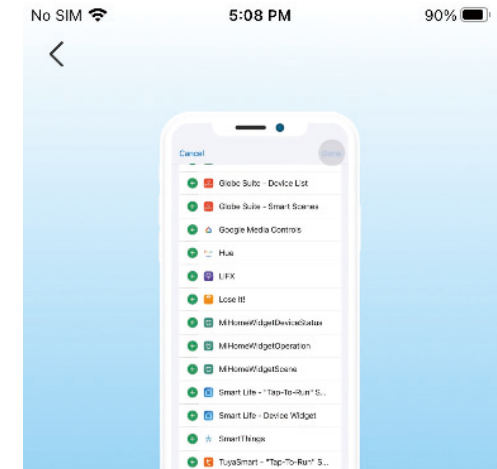 No SIM 5:08 PM 90%
Cancel Done
Globe Suite - Device List
Globe Suite - Smart Scenes
Google Media Controls
Hue
LIFX
Lose It!
MiHomeWidgetDeviceStatus
MiHomeWidgetOperation
MiHomeWidgetScene
Smart Life - "Tap-To-Run" S...
Smart Life - Device Widget
SmartThings
TuyaSmart - "Tap-To-Run" S...